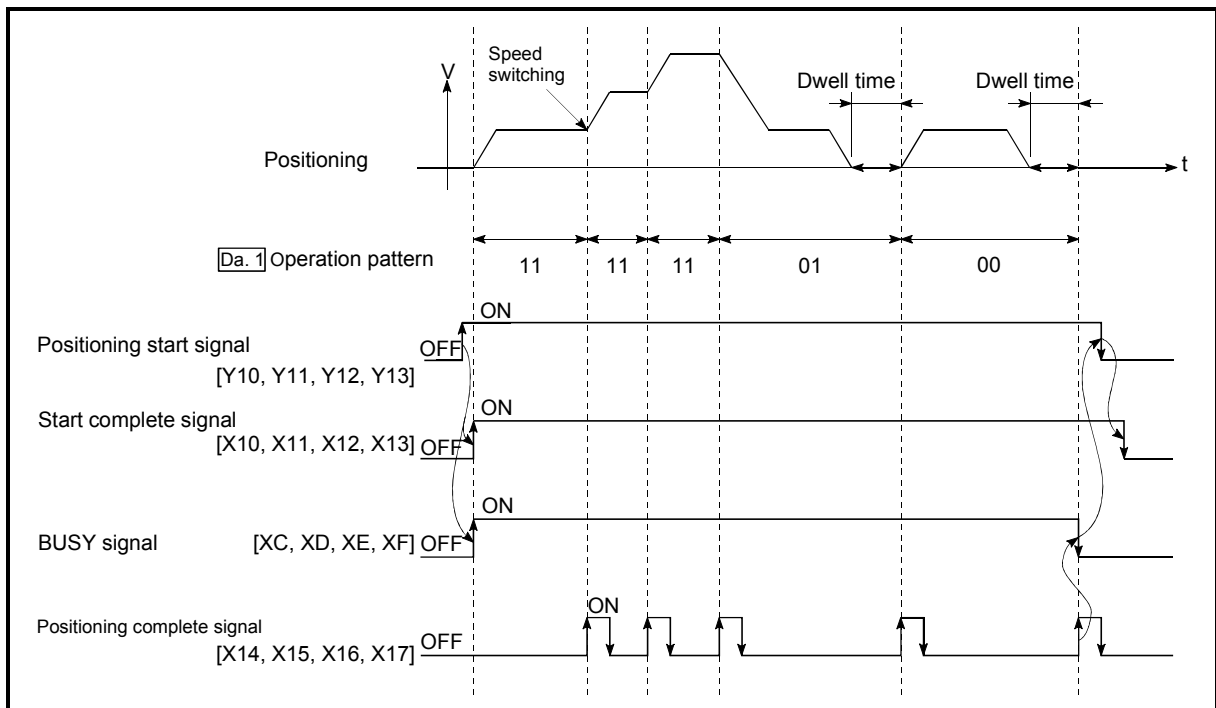 Speed
switching
V
Dwell time
Dwell time
Positioning
t
Da. 1 Operation pattern
11
11
11
01
00
ON
Positioning start signal
OFF
[Y10, Y11, Y12, Y13]
ON
Start complete signal
[X10, X11, X12, X13]
OFF
ON
BUSY signal
[XC, XD, XE, XF]
OFF
ON
Positioning complete signal
OFF
[X14, X15, X16, X17]